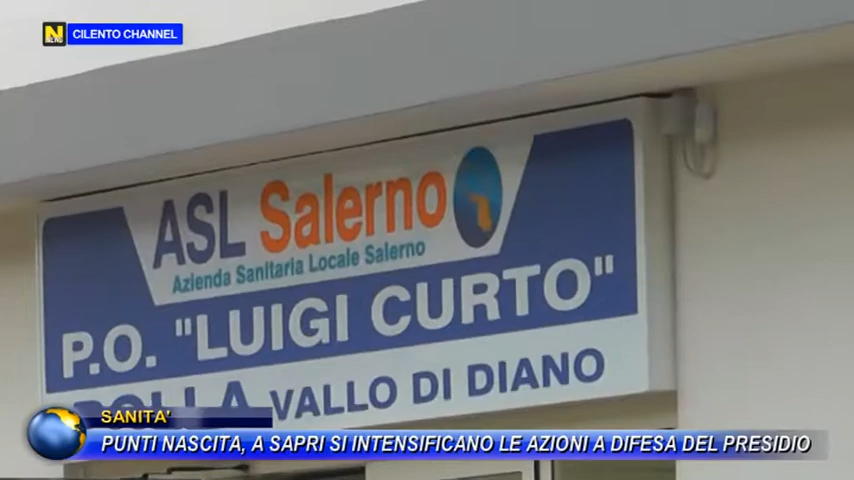 CILENTO CHANNEL
ASL Salerno
Azienda Sanitaria Locale Salerno
P.O. "LUIGI CURTO"
POLLA VALLO DI DIANO
SANITA'
PUNTI NASCITA, A SAPRI SI INTENSIFICANO LE AZIONI A DIFESA DEL PRESIDIO